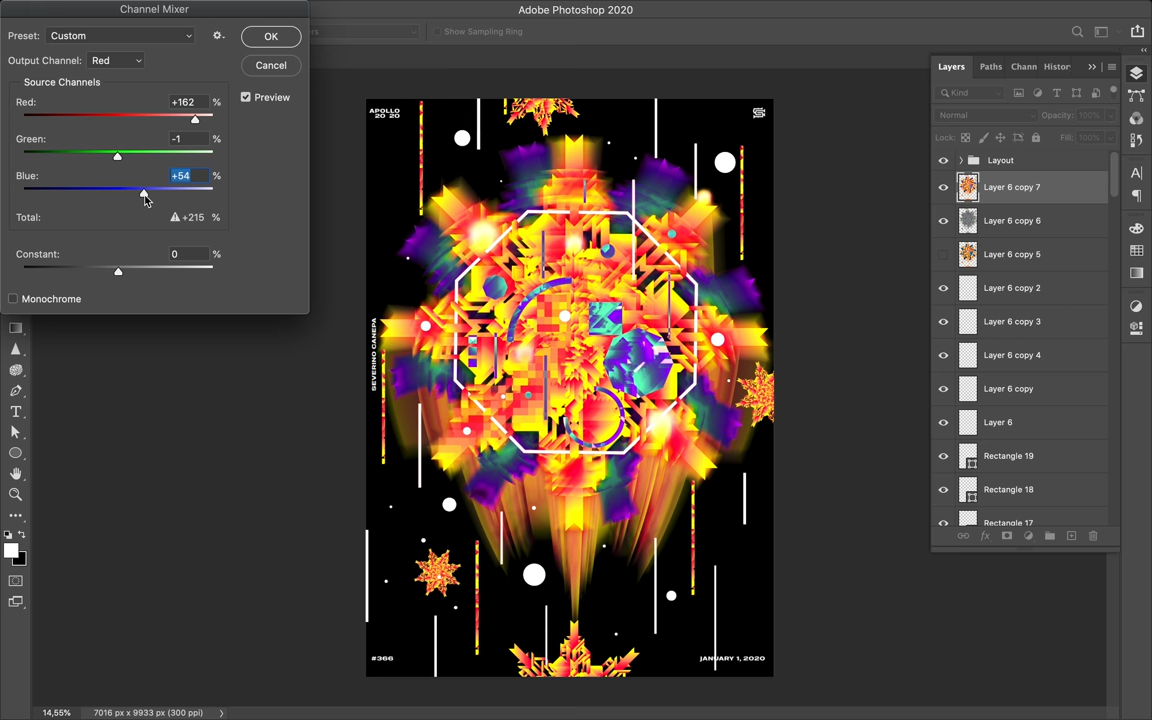 Channel Mixer
Adobe Photoshop 2020
Preset: Custom
OK
Show Sampling Ring
Output Channel: Red
Cancel
Source Channels
Red: +162 %
Preview
Green: -1 %
Blue: +54 %
Total: +215 %
Constant: 0 %
Monochrome
Layers Paths Chann Histor
Kind
Normal Opacity: 100%
Lock: Fill: 100%
Layout
Layer 6 copy 7
Layer 6 copy 6
Layer 6 copy 5
Layer 6 copy 2
Layer 6 copy 3
Layer 6 copy 4
Layer 6 copy
Layer 6
Rectangle 19
Rectangle 18
Rectangle 17
fx
APOLLO
20 20
SEVERINO CANEPA
#366
JANUARY 1, 2020
14,55% 7016 px x 9933 px (300 ppi)